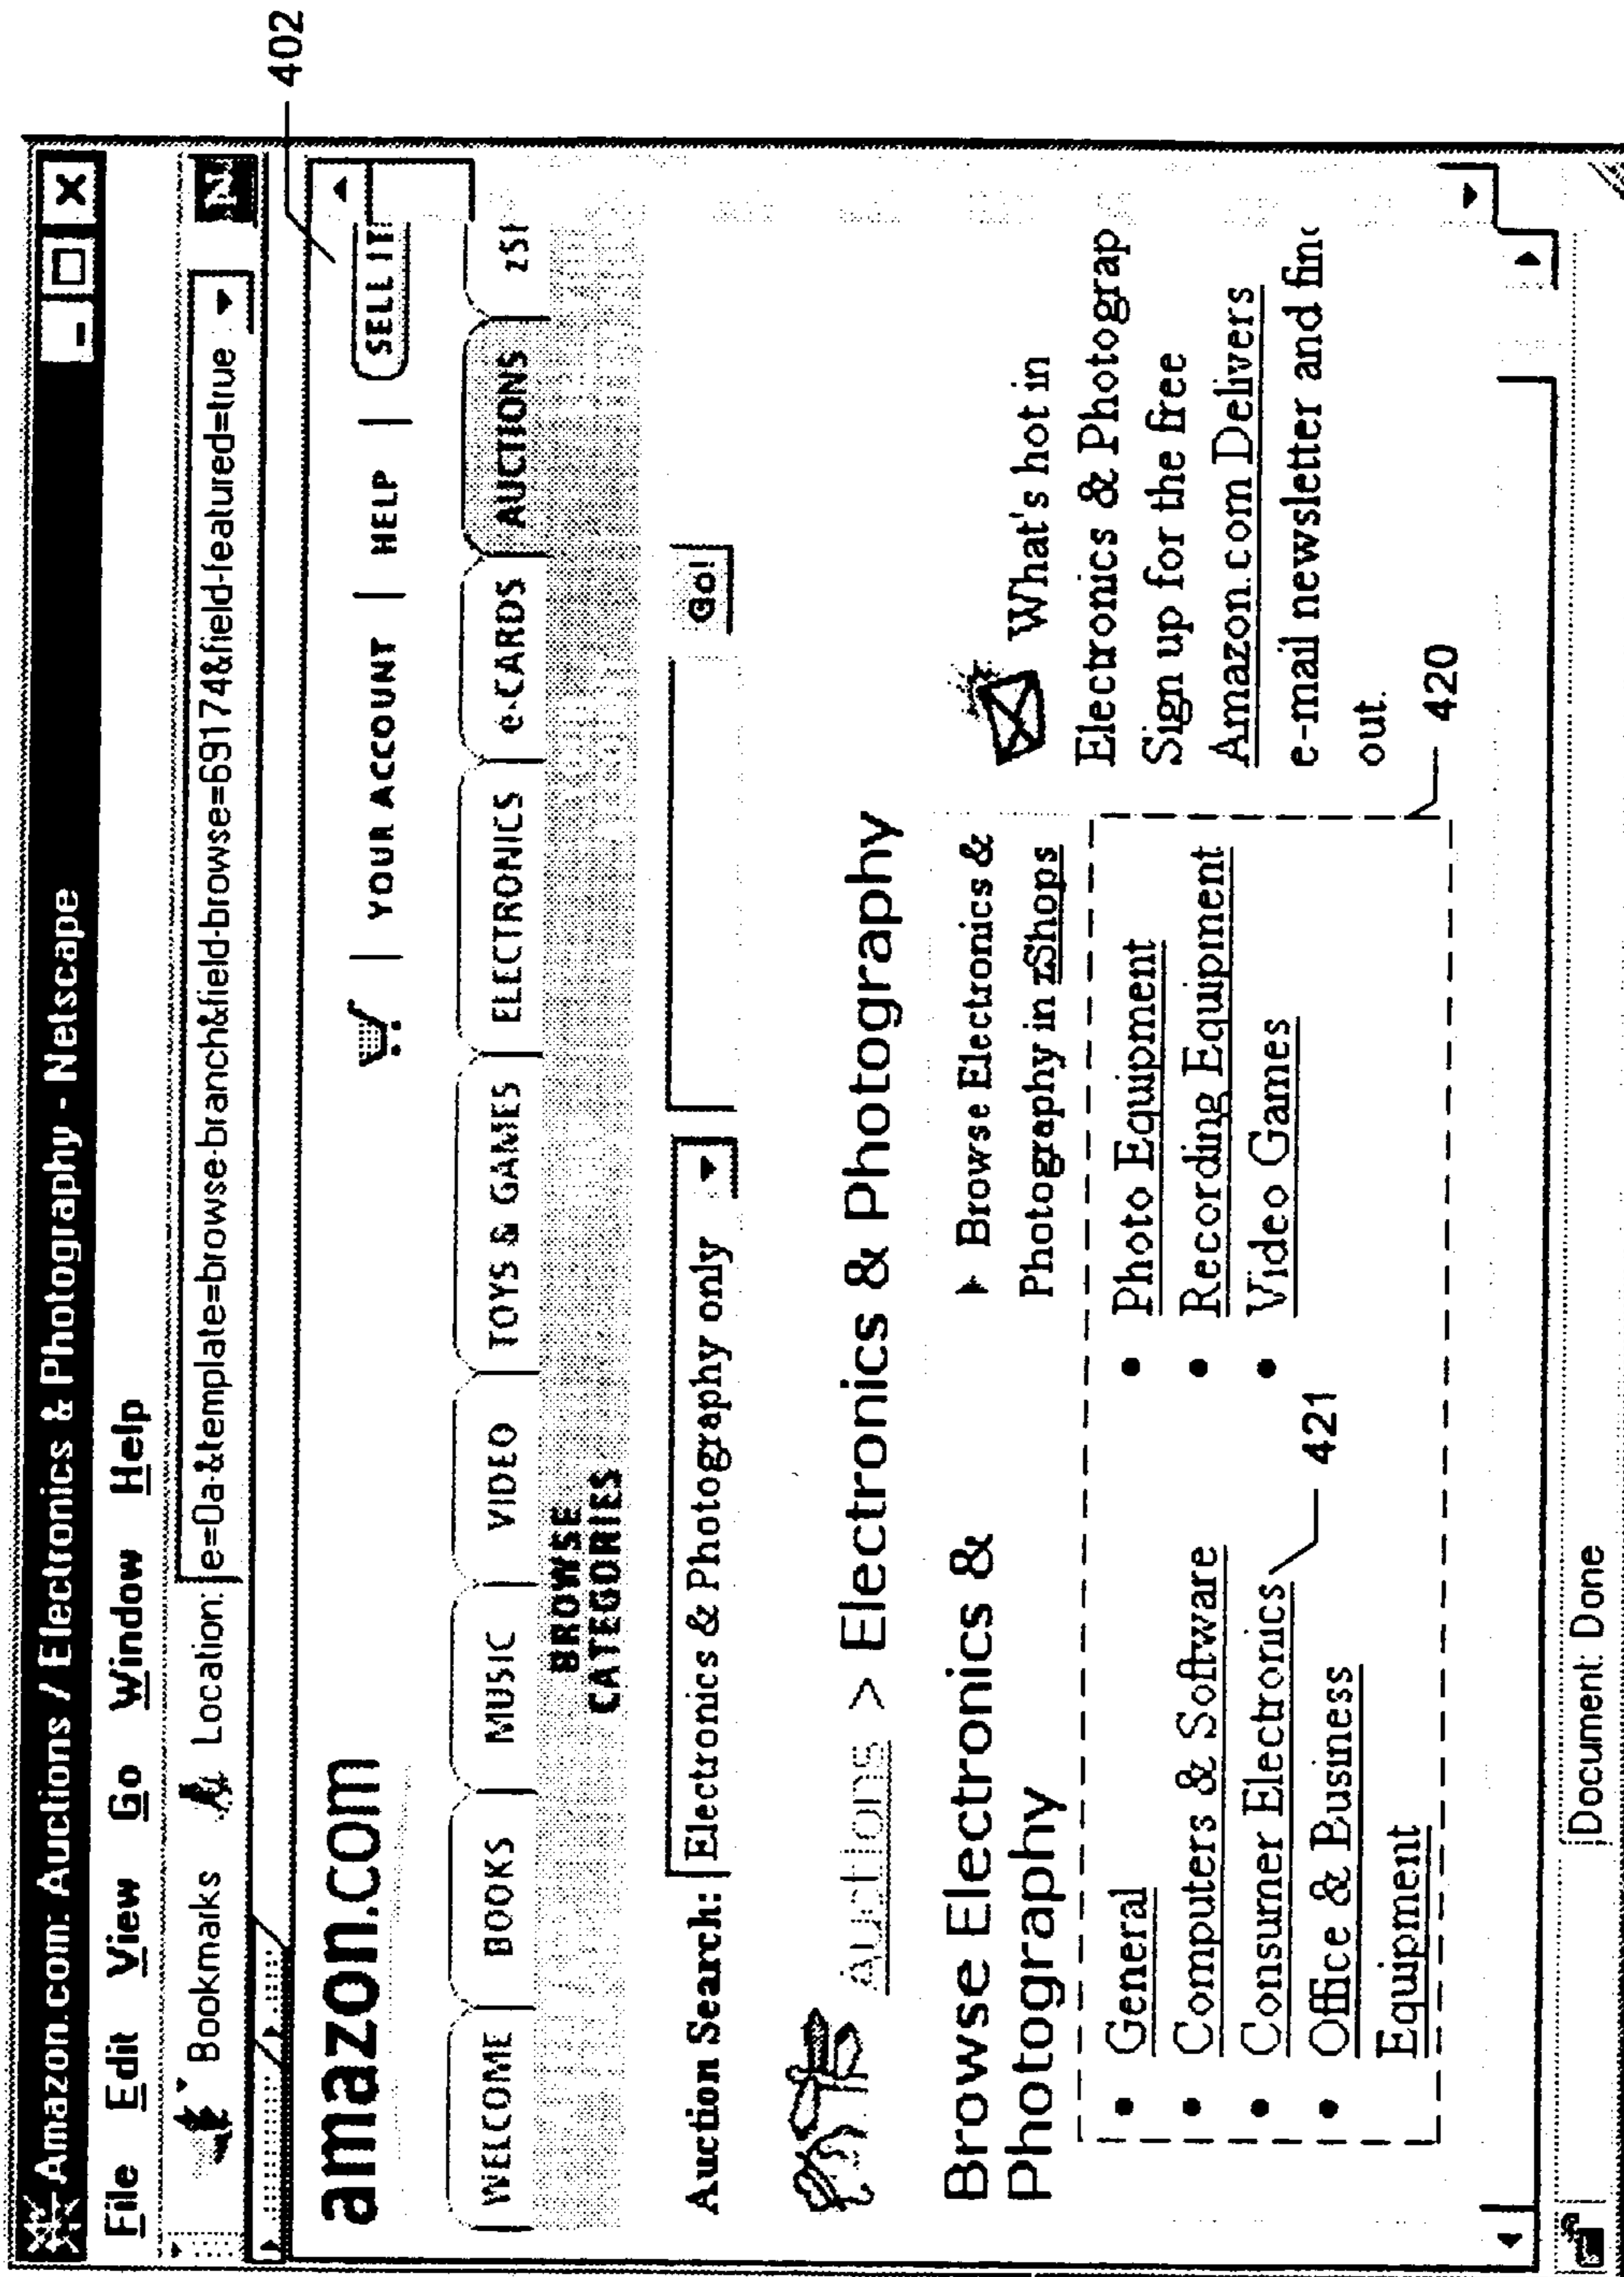 Amazon.com: Auctions / Electronics & Photography - Netscape
File Edit View Go Window Help
Bookmarks Location: e=0a-&template=browse-branch&field-browse=69174&field-featured=true
402
amazon.com
YOUR ACCOUNT | HELP | SELL IT
WELCOME BOOKS MUSIC VIDEO TOYS & GAMES ELECTRONICS e-CARDS AUCTIONS zSH
BROWSE
CATEGORIES
Auction Search: Electronics & Photography only Go!
Auctions > Electronics & Photography
Browse Electronics &
Photography
Browse Electronics &
Photography in zShops
• General
• Computers & Software
• Consumer Electronics
• Office & Business
Equipment
421
• Photo Equipment
• Recording Equipment
• Video Games
420
What's hot in
Electronics & Photograp
Sign up for the free
Amazon.com Delivers
e-mail newsletter and find
out.
Document: Done